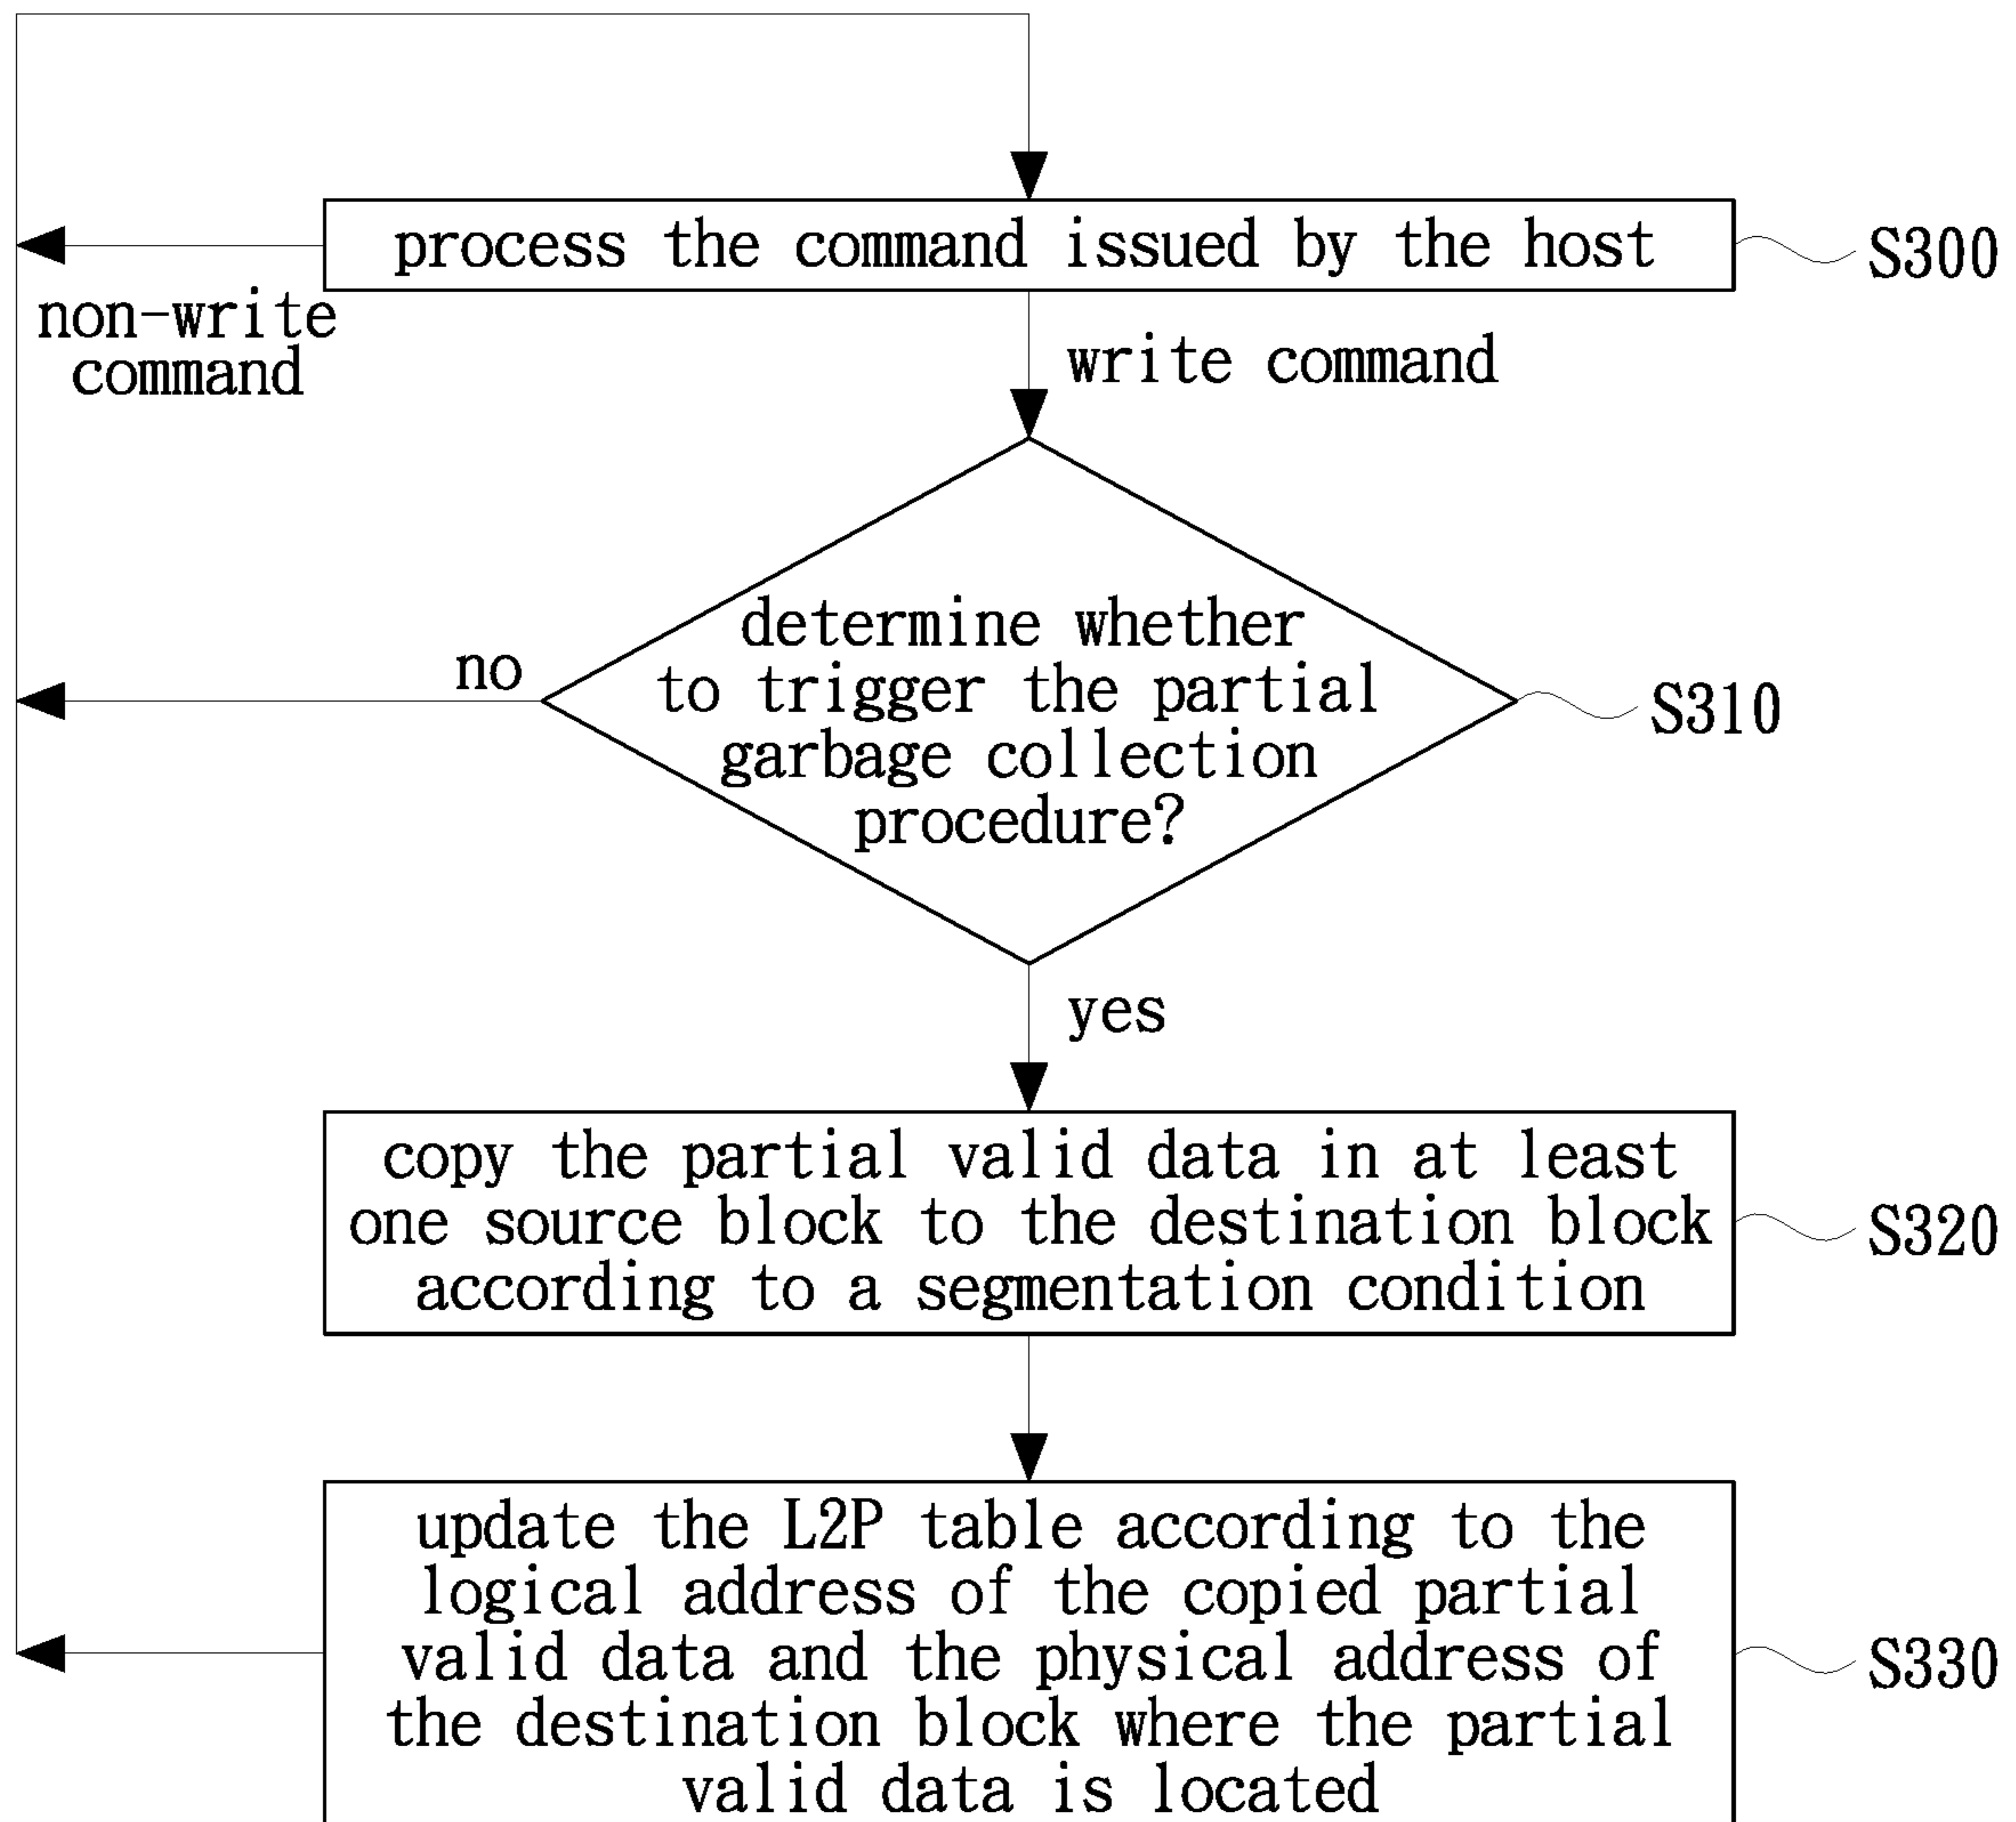 process the command issued by the host
S300
non-write
command
write command
determine whether
to trigger the partial
garbage collection
procedure?
no
S310
yes
copy the partial valid data in at least
one source block to the destination block
according to a segmentation condition
S320
update the L2P table according to the
logical address of the copied partial
valid data and the physical address of
the destination block where the partial
valid data is located
S330